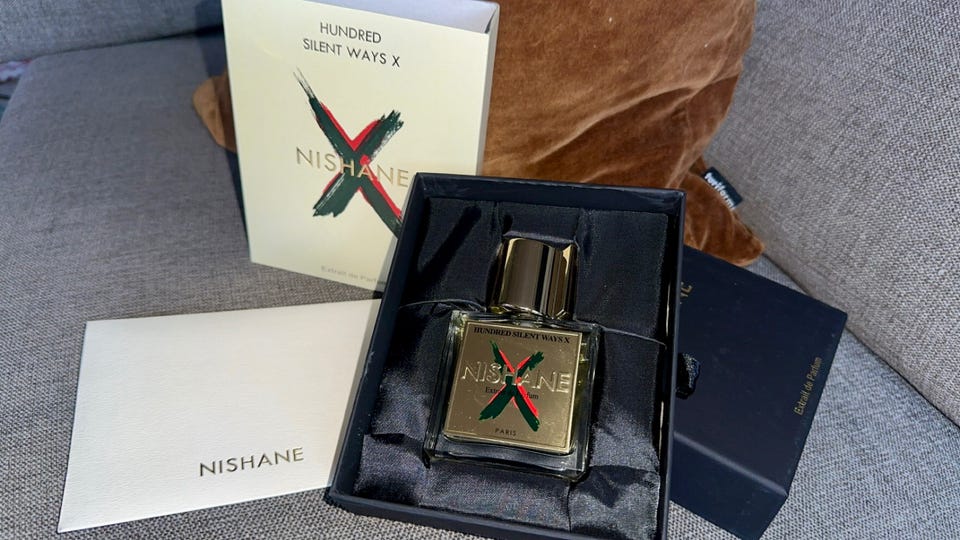 HUNDRED
SILENT WAYS X
NISHANE
Extrait de Parfum
NISHANE
HUNDRED SILENT WAYS X
NISHANE
PARIS
Extrait de Parfum